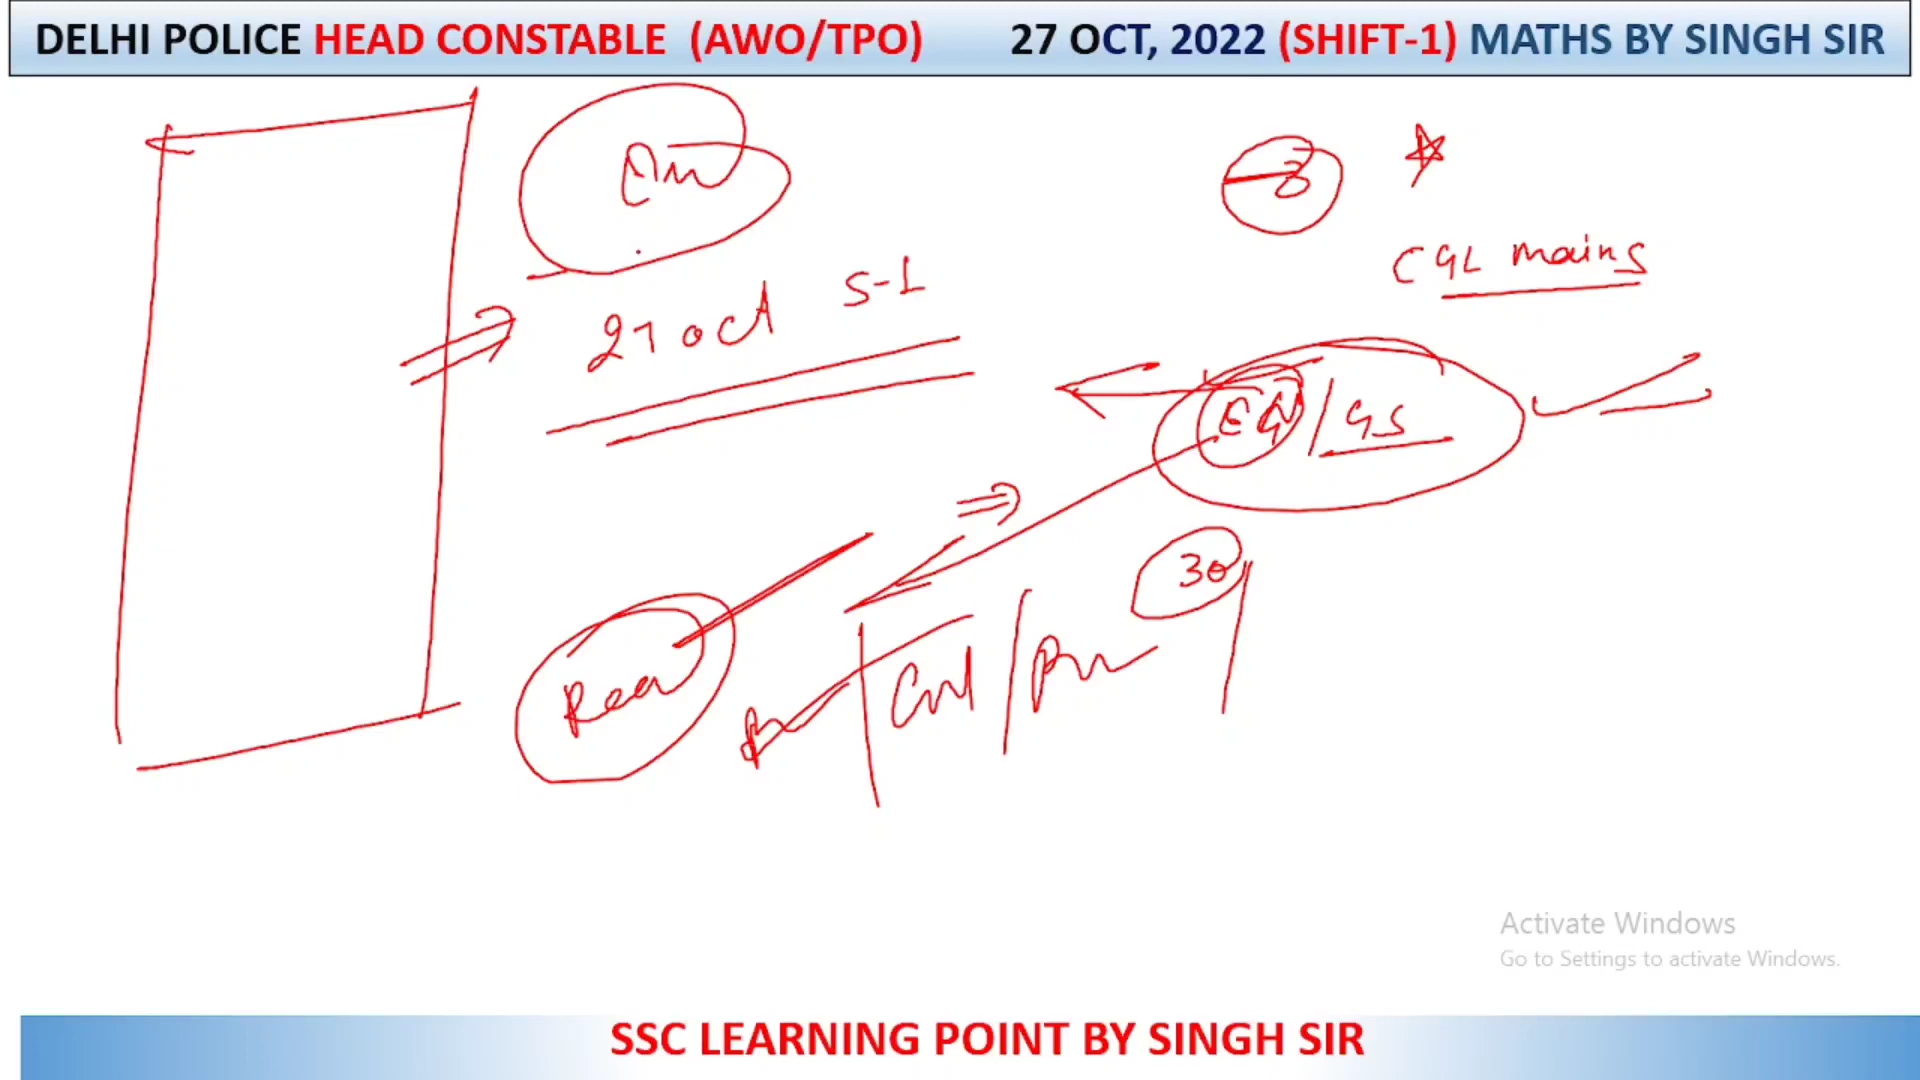 DELHI POLICE HEAD CONSTABLE (AWO/TPO) 27 OCT, 2022 (SHIFT-1) MATHS BY SINGH SIR
CGL mains
27 oct S-1
/ GS
30
Activate Windows
Go to Settings to activate Windows.
SSC LEARNING POINT BY SINGH SIR